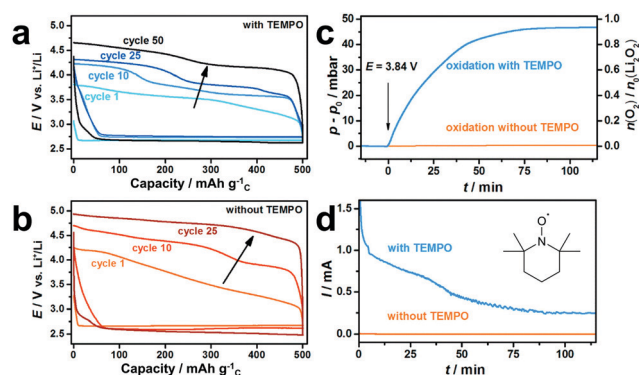 a
with TEMPO
cycle 50
cycle 25
cycle 10
cycle 1
E / V vs. Li⁺/Li
4.5
4.0
3.5
3.0
2.5
0 100 200 300 400 500
Capacity / mAh g⁻¹C
b
without TEMPO
cycle 25
cycle 10
cycle 1
E / V vs. Li⁺/Li
5.0
4.5
4.0
3.5
3.0
2.5
0 100 200 300 400 500
Capacity / mAh g⁻¹C
c
E = 3.84 V
oxidation with TEMPO
oxidation without TEMPO
p - p₀ / mbar
50
40
30
20
10
0
-10
n(O₂) / n₀(Li₂O₂)
1.0
0.8
0.6
0.4
0.2
0.0
0 20 40 60 80 100
t / min
d
O•
N
with TEMPO
without TEMPO
I / mA
1.5
1.0
0.5
0.0
0 25 50 75 100
t / min